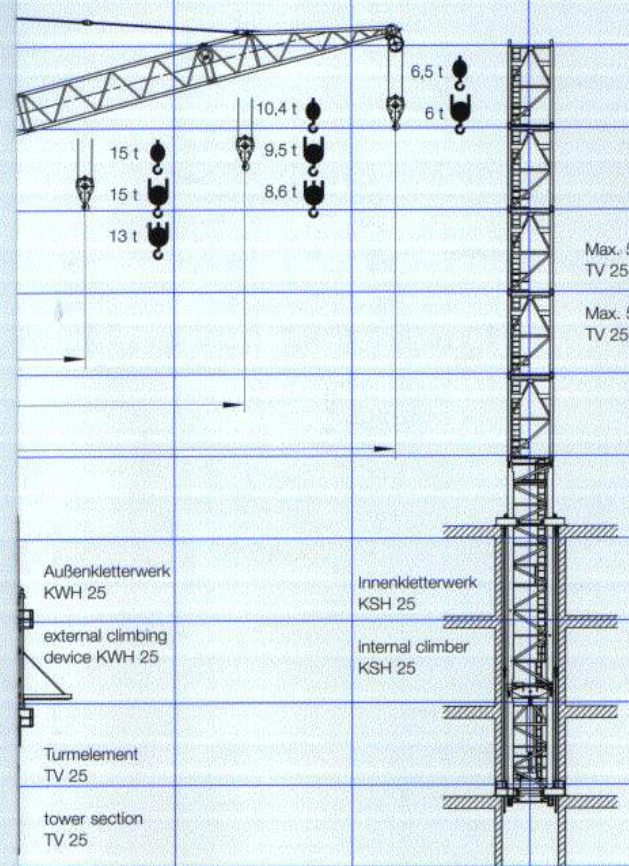 6,5 t
6 t
10,4 t
9,5 t
8,6 t
15 t
15 t
13 t
Max. 5
TV 25
Max. 5
TV 25
Außenkletterwerk
KWH 25
external climbing
device KWH 25
Innenkletterwerk
KSH 25
internal climber
KSH 25
Turmelement
TV 25
tower section
TV 25